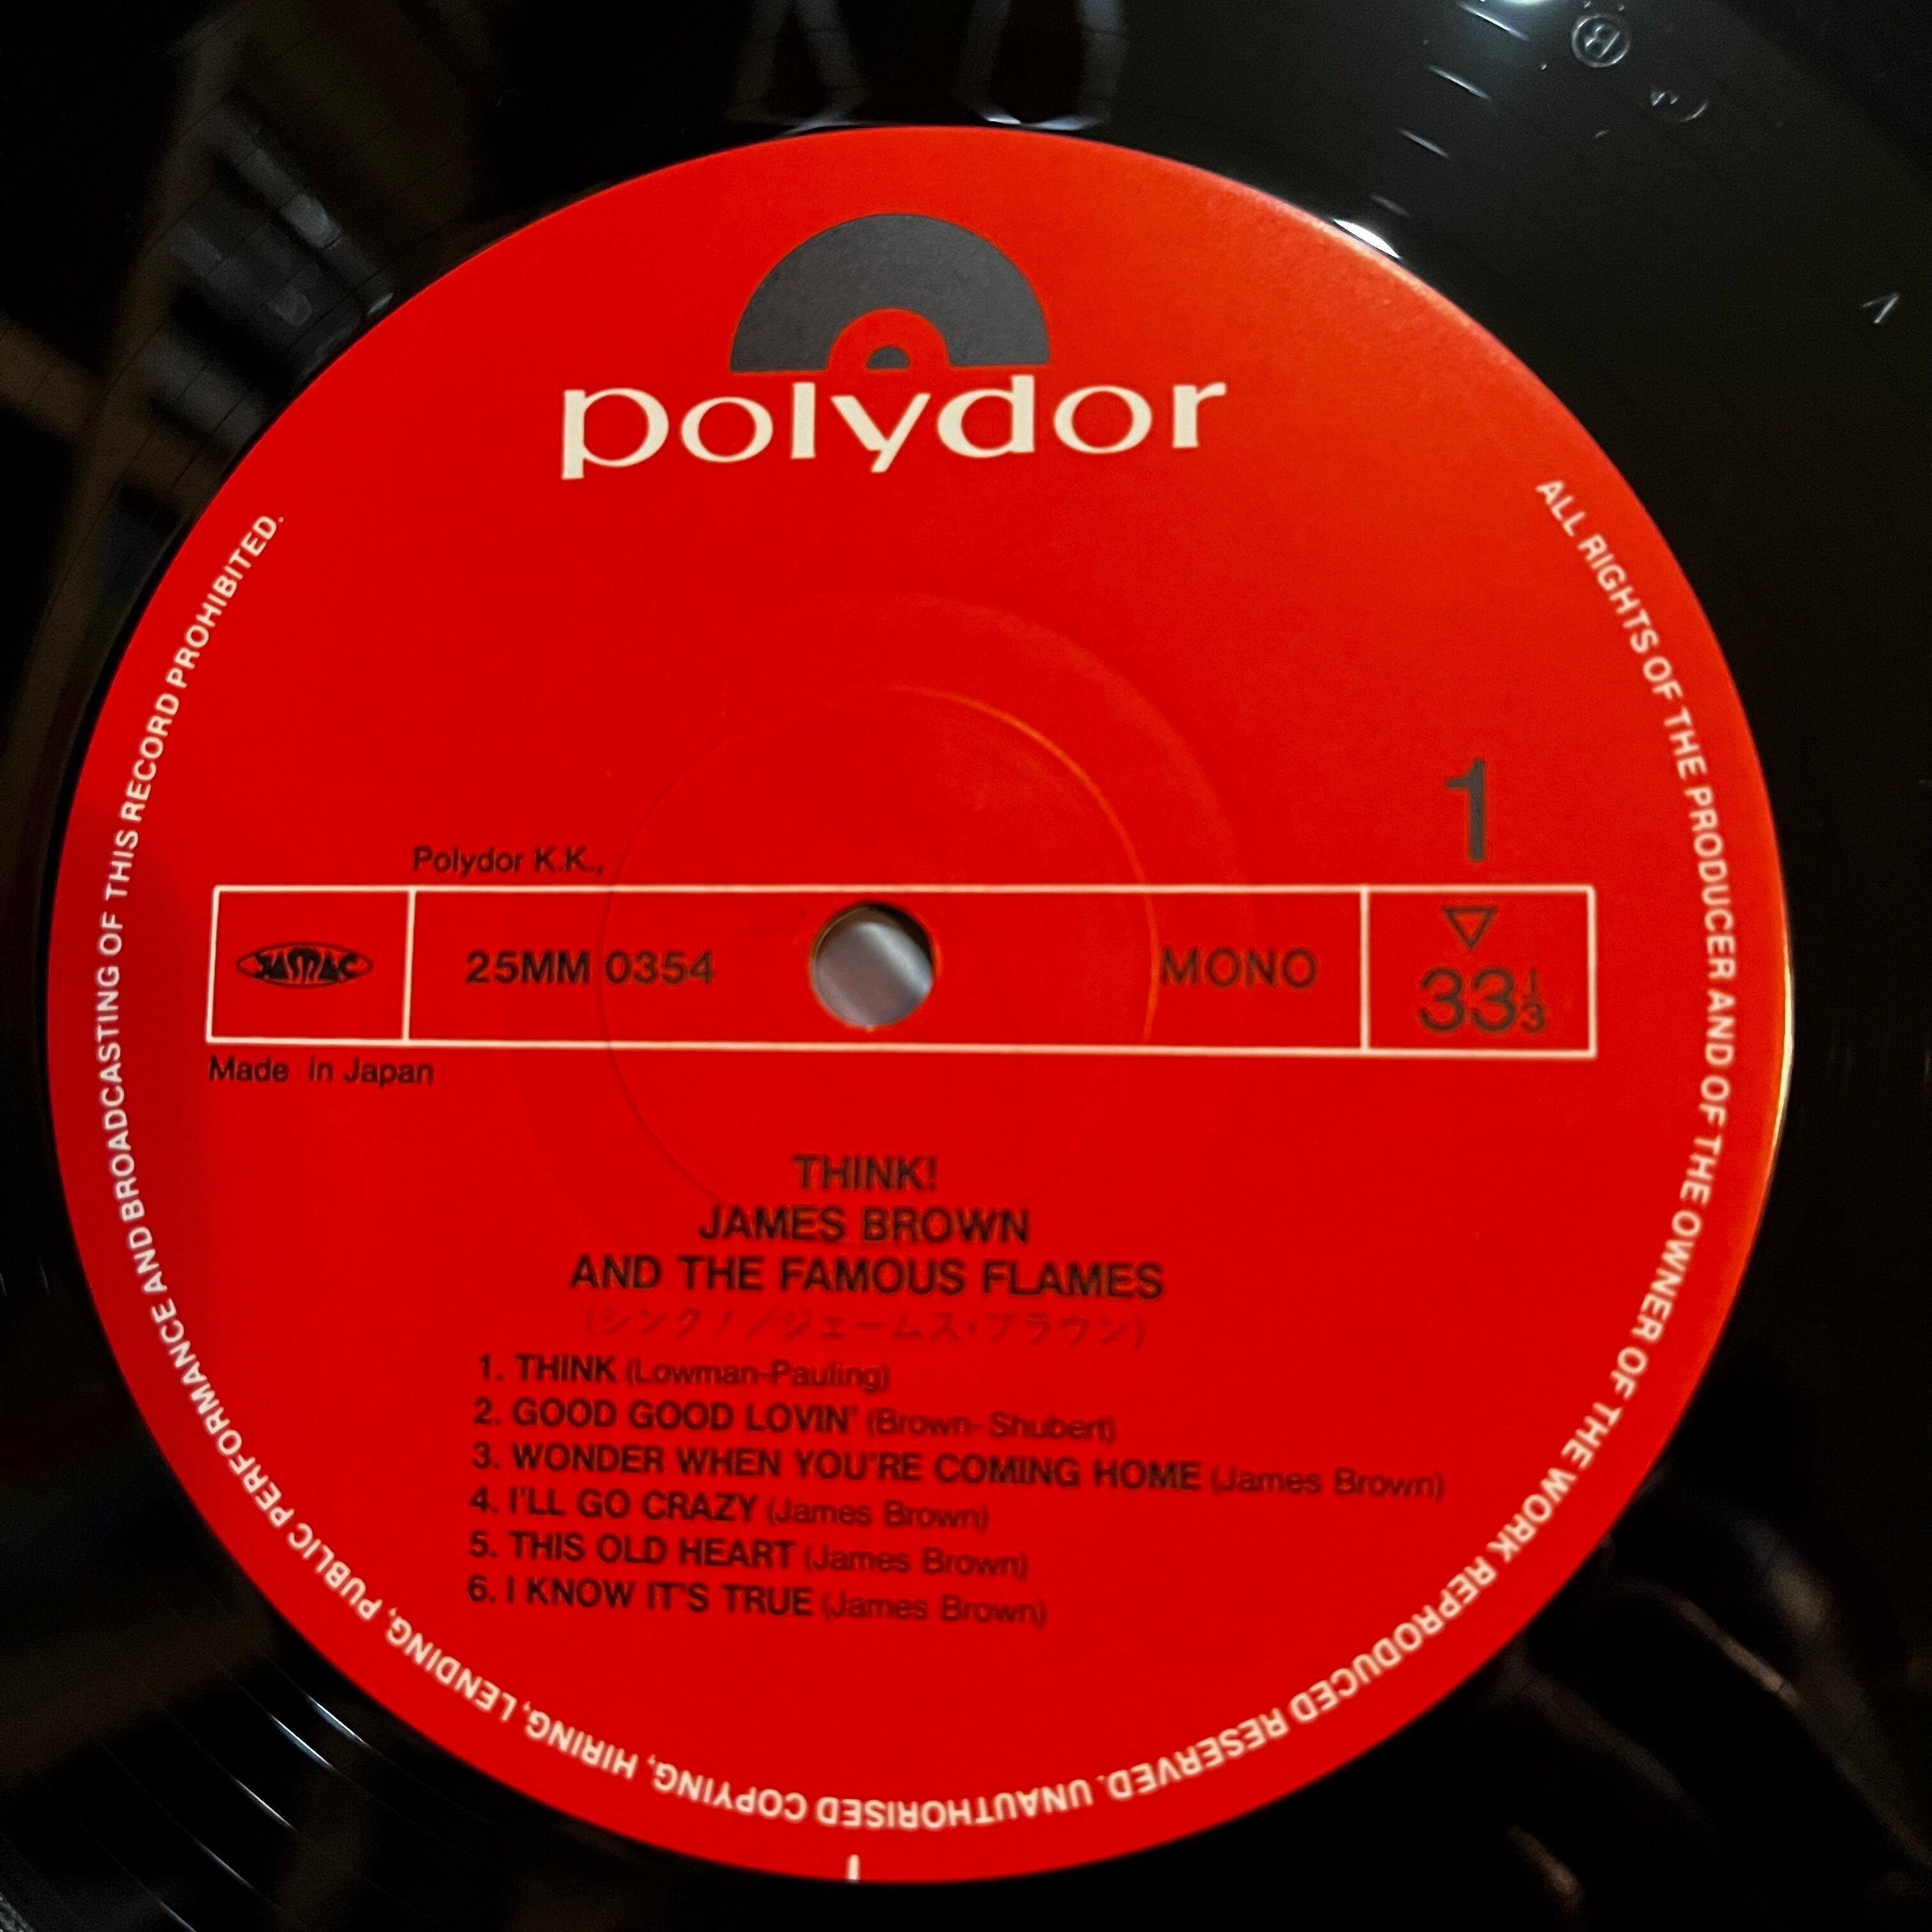 polydor
1
Polydor K.K.,
JASRAC
25MM 0354
MONO
▽
33 1/3
Made in Japan
THINK!
JAMES BROWN
AND THE FAMOUS FLAMES
(シンク!/ジェームス・ブラウン)
1. THINK (Lowman-Pauling)
2. GOOD GOOD LOVIN' (Brown-Shubert)
3. WONDER WHEN YOU'RE COMING HOME (James Brown)
4. I'LL GO CRAZY (James Brown)
5. THIS OLD HEART (James Brown)
6. I KNOW IT'S TRUE (James Brown)
ALL RIGHTS OF THE PRODUCER AND OF THE OWNER OF THE WORK REPRODUCED RESERVED. UNAUTHORISED COPYING, HIRING, LENDING, PUBLIC PERFORMANCE AND BROADCASTING OF THIS RECORD PROHIBITED.